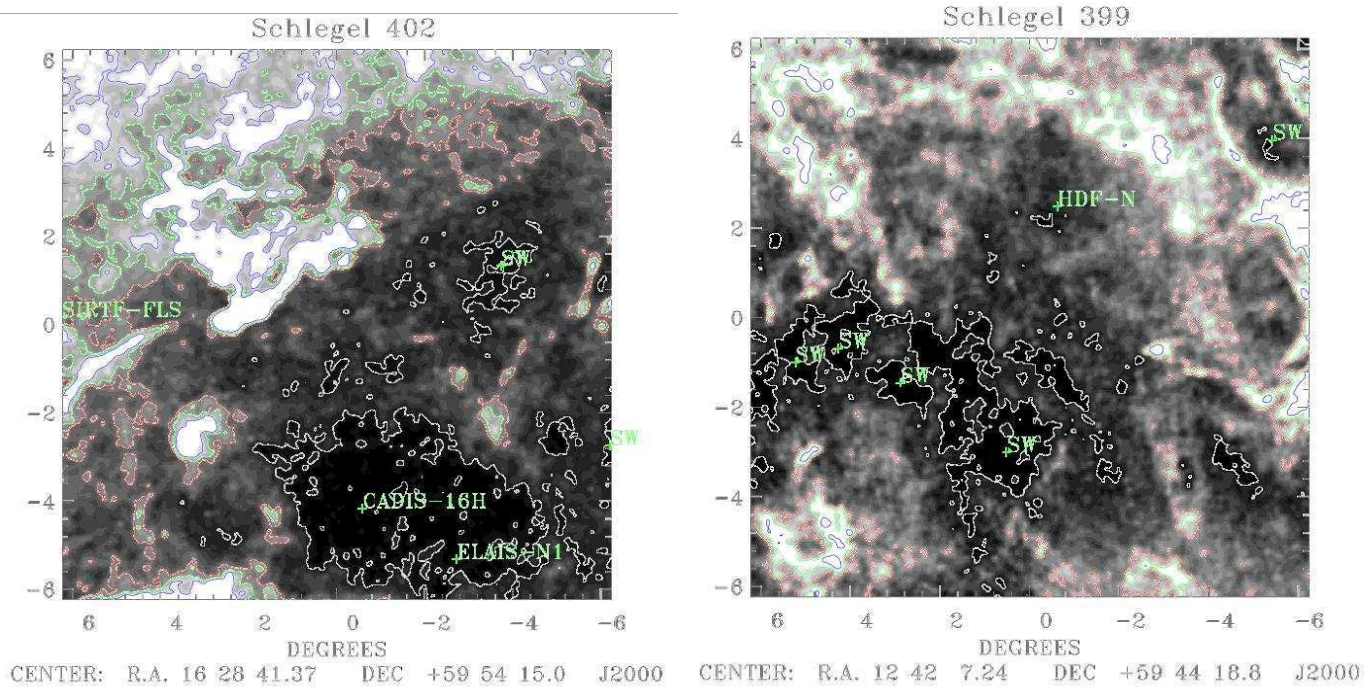 Schlegel 402
6
4
2
0
-2
-4
-6
SW
SIRTF-FLS
SW
CADIS-16H
ELAIS-N1
6 4 2 0 -2 -4 -6
DEGREES
CENTER: R.A. 16 28 41.37 DEC +59 54 15.0 J2000
Schlegel 399
6
4
2
0
-2
-4
-6
SW
HDF-N
SW
SW
SW
SW
6 4 2 0 -2 -4 -6
DEGREES
CENTER: R.A. 12 42 7.24 DEC +59 44 18.8 J2000